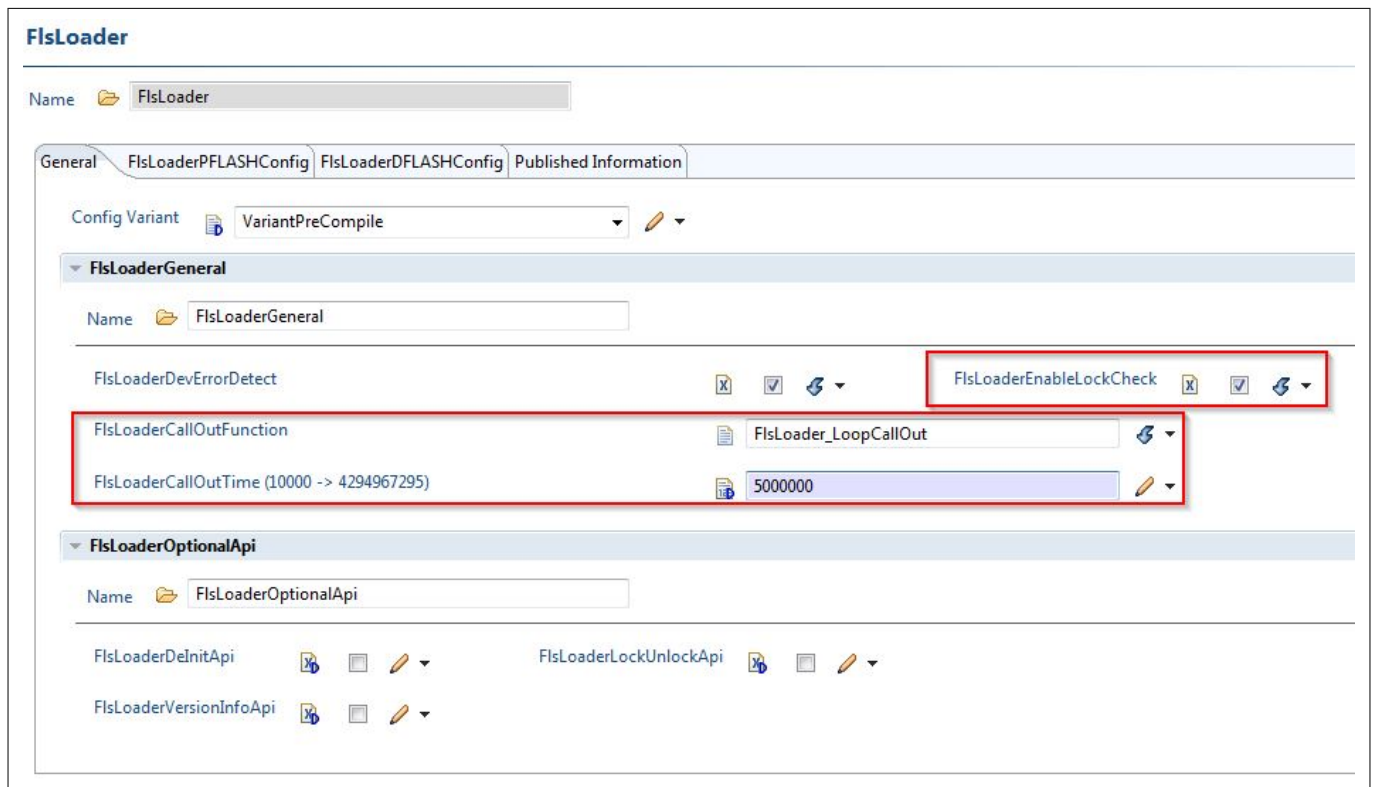 FlsLoader
Name FlsLoader
General FlsLoaderPFLASHConfig FlsLoaderDFLASHConfig Published Information
Config Variant VariantPreCompile
FlsLoaderGeneral
Name FlsLoaderGeneral
FlsLoaderDevErrorDetect FlsLoaderEnableLockCheck
FlsLoaderCallOutFunction FlsLoader_LoopCallOut
FlsLoaderCallOutTime (10000 -> 4294967295) 5000000
FlsLoaderOptionalApi
Name FlsLoaderOptionalApi
FlsLoaderDeInitApi FlsLoaderLockUnlockApi
FlsLoaderVersionInfoApi